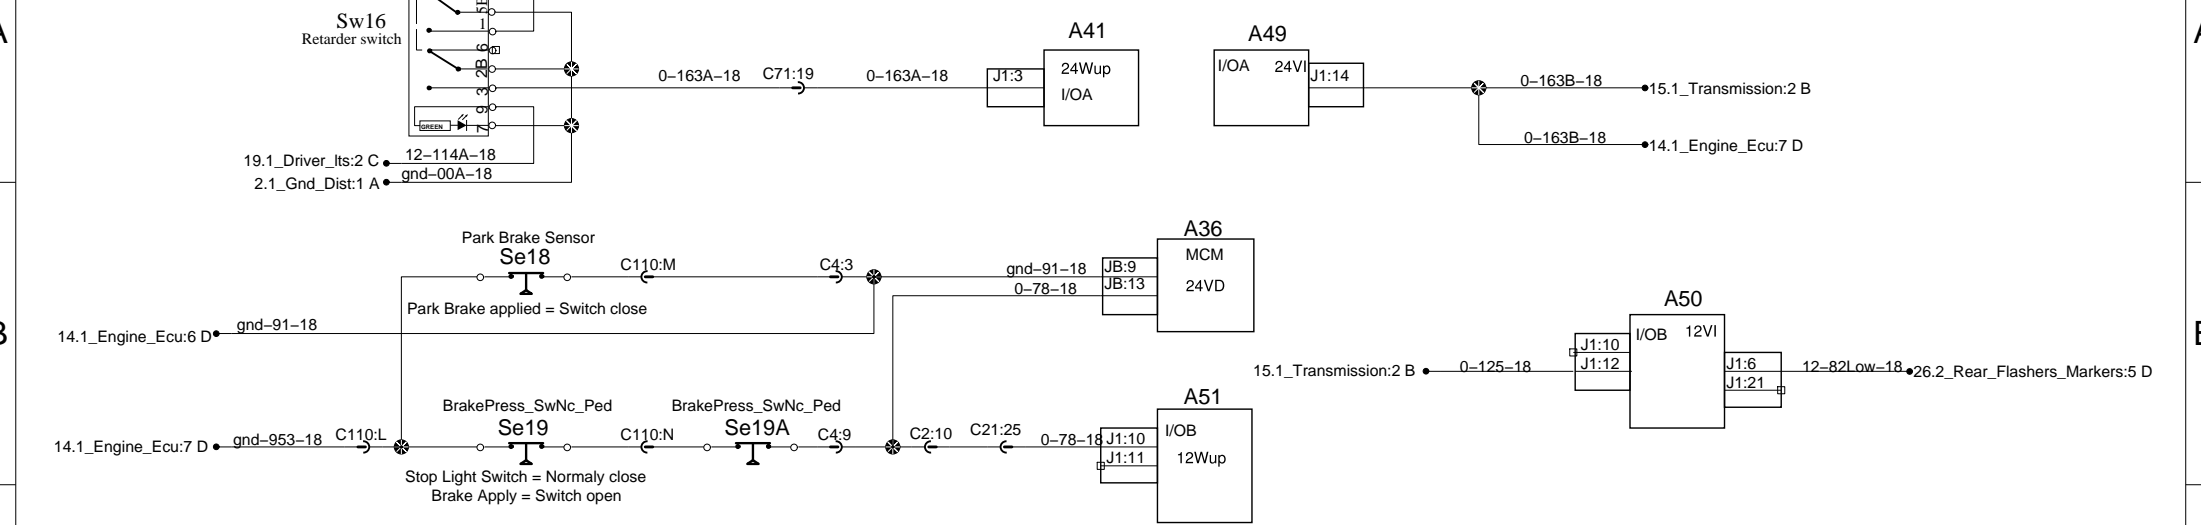 A
Sw16
Retarder switch
1
6
2B
3
9
7
GREEN
19.1_Driver_lts:2 C
12-114A-18
2.1_Gnd_Dist:1 A
gnd-00A-18
0-163A-18
C71:19
0-163A-18
A41
J1:3
24Wup
I/OA
A49
I/OA
24VI
J1:14
0-163B-18
15.1_Transmission:2 B
0-163B-18
14.1_Engine_Ecu:7 D
Park Brake Sensor
Se18
C110:M
C4:3
Park Brake applied = Switch close
14.1_Engine_Ecu:6 D
gnd-91-18
gnd-91-18
0-78-18
A36
JB:9
JB:13
MCM
24VD
B
BrakePress_SwNc_Ped
Se19
BrakePress_SwNc_Ped
Se19A
14.1_Engine_Ecu:7 D
gnd-953-18
C110:L
C110:N
C4:9
C2:10
C21:25
0-78-18
Stop Light Switch = Normaly close
Brake Apply = Switch open
A51
J1:10
J1:11
I/OB
12Wup
A50
I/OB
12VI
J1:10
J1:12
15.1_Transmission:2 B
0-125-18
J1:6
J1:21
12-82Low-18
26.2_Rear_Flashers_Markers:5 D